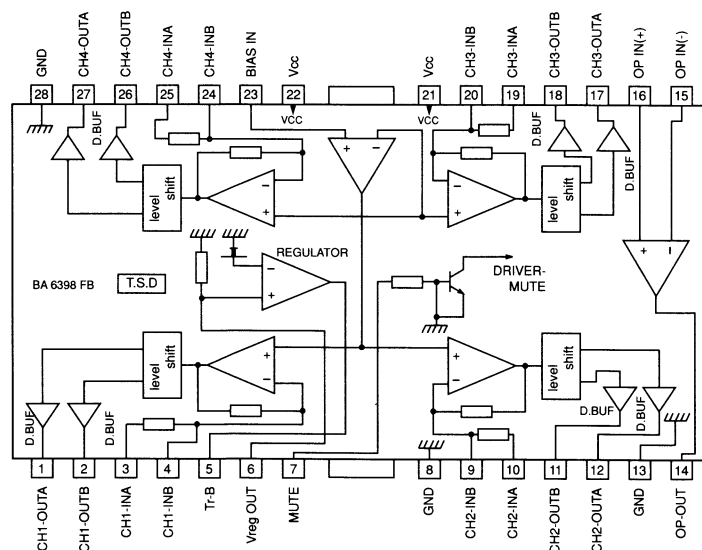 GND
CH4-OUTA
CH4-OUTB
CH4-INA
CH4-INB
BIAS IN
Vcc
Vcc
CH3-INB
CH3-INA
CH3-OUTB
CH3-OUTA
OP IN(+)
OP IN(-)
28
27
26
25
24
23
22
21
20
19
18
17
16
15
VCC
VCC
D.BUF
D.BUF
+
−
level
shift
−
+
−
+
level
shift
+
−
REGULATOR
−
+
BA 6398 FB
T.S.D
DRIVER-
MUTE
level
shift
+
−
+
−
level
shift
D.BUF
D.BUF
D.BUF
D.BUF
1
2
3
4
5
6
7
8
9
10
11
12
13
14
CH1-OUTA
CH1-OUTB
CH1-INA
CH1-INB
Tr-B
Vreg OUT
MUTE
GND
CH2-INB
CH2-INA
CH2-OUTB
CH2-OUTA
GND
OP-OUT